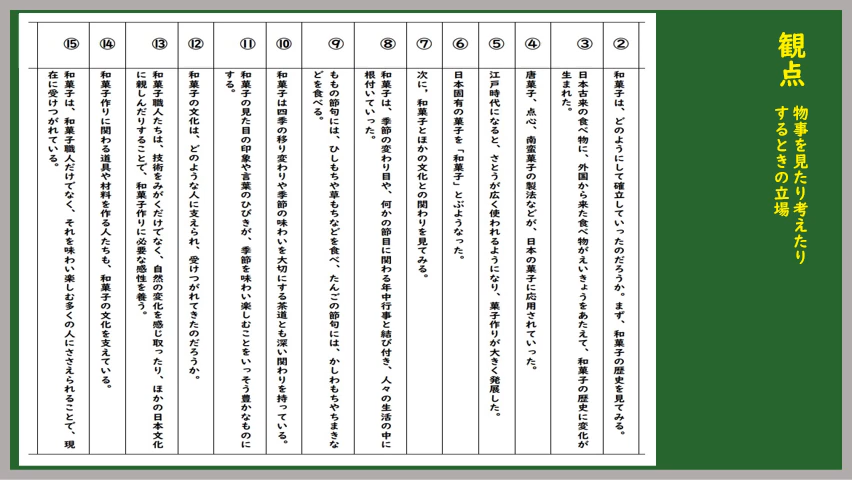 観点
物事を見たり考えたり
するときの立場
②
和菓子は、どのようにして確立していったのだろうか。まず、和菓子の歴史を見てみる。
③
日本古来の食べ物に、外国から来た食べ物がえいきょうをあたえて、和菓子の歴史に変化が
生まれた。
④
唐菓子、点心、南蛮菓子の製法などが、日本の菓子に応用されていった。
⑤
江戸時代になると、さとうが広く使われるようになり、菓子作りが大きく発展した。
⑥
日本固有の菓子を「和菓子」とよぶようなった。
⑦
次に、和菓子とほかの文化との関わりを見てみる。
⑧
和菓子は、季節の変わり目や、何かの節目に関わる年中行事と結び付き、人々の生活の中に
根付いていった。
⑨
ももの節句には、ひしもちや草もちなどを食べ、たんごの節句には、かしわもちやちまきな
どを食べる。
⑩
和菓子は四季の移り変わりや季節の味わいを大切にする茶道とも深い関わりを持っている。
⑪
和菓子の見た目の印象や言葉のひびきが、季節を味わい楽しむことをいっそう豊かなものに
する。
⑫
和菓子の文化は、どのような人に支えられ、受けつがれてきたのだろうか。
⑬
和菓子職人たちは、技術をみがくだけでなく、自然の変化を感じ取ったり、ほかの日本文化
に親しんだりすることで、和菓子作りに必要な感性を養う。
⑭
和菓子作りに関わる道具や材料を作る人たちも、和菓子の文化を支えている。
⑮
和菓子は、和菓子職人だけでなく、それを味わい楽しむ多くの人にささえられることで、現
在に受けつがれている。